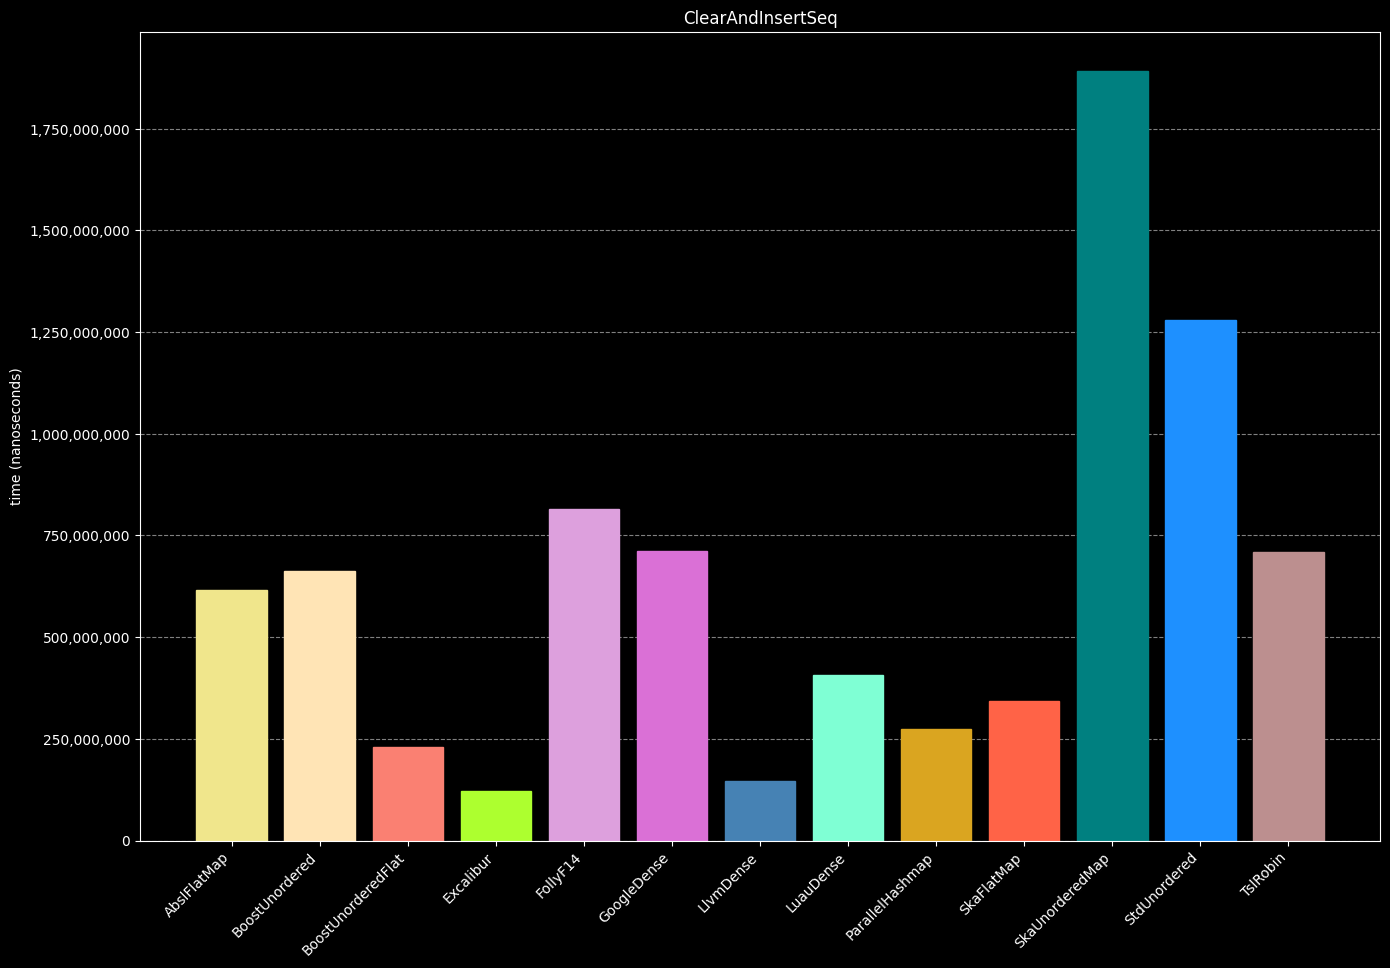 ClearAndInsertSeq
time (nanoseconds)
1,750,000,000
1,500,000,000
1,250,000,000
1,000,000,000
750,000,000
500,000,000
250,000,000
0
AbslFlatMap
BoostUnordered
BoostUnorderedFlat
Excalibur
FollyF14
GoogleDense
LlvmDense
LuauDense
ParallelHashmap
SkaFlatMap
SkaUnorderedMap
StdUnordered
TslRobin